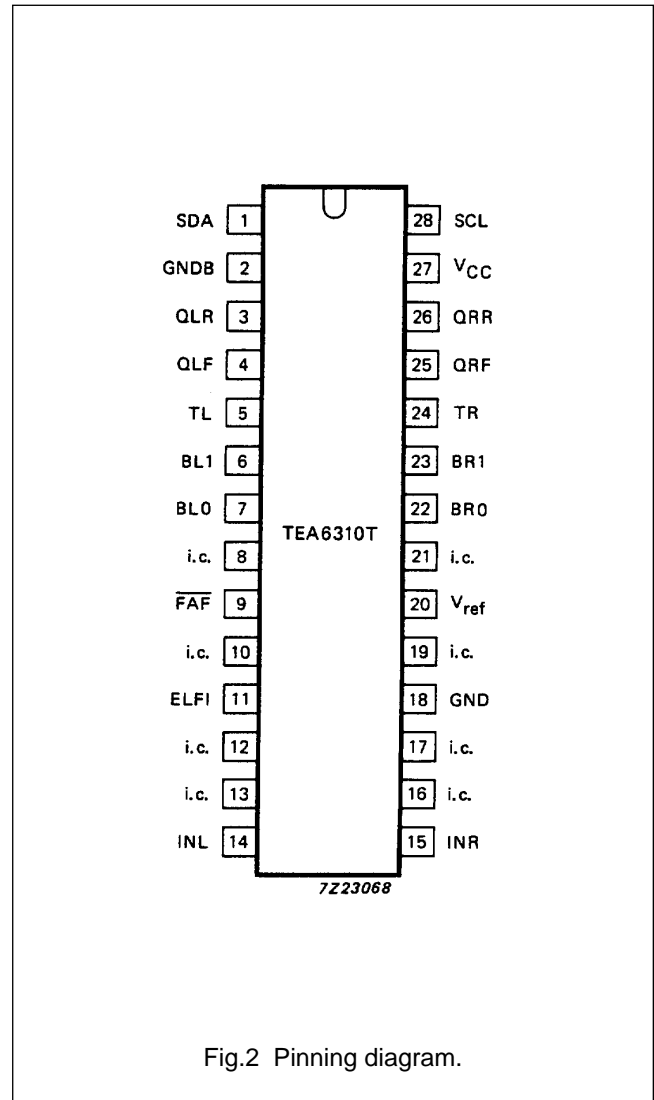 SDA 1 28 SCL
GNDB 2 27 VCC
QLR 3 26 QRR
QLF 4 25 QRF
TL 5 24 TR
BL1 6 23 BR1
BL0 7 22 BR0
TEA6310T
i.c. 8 21 i.c.
F̅A̅F̅ 9 20 Vref
i.c. 10 19 i.c.
ELFI 11 18 GND
i.c. 12 17 i.c.
i.c. 13 16 i.c.
INL 14 15 INR
7Z23068
Fig.2 Pinning diagram.